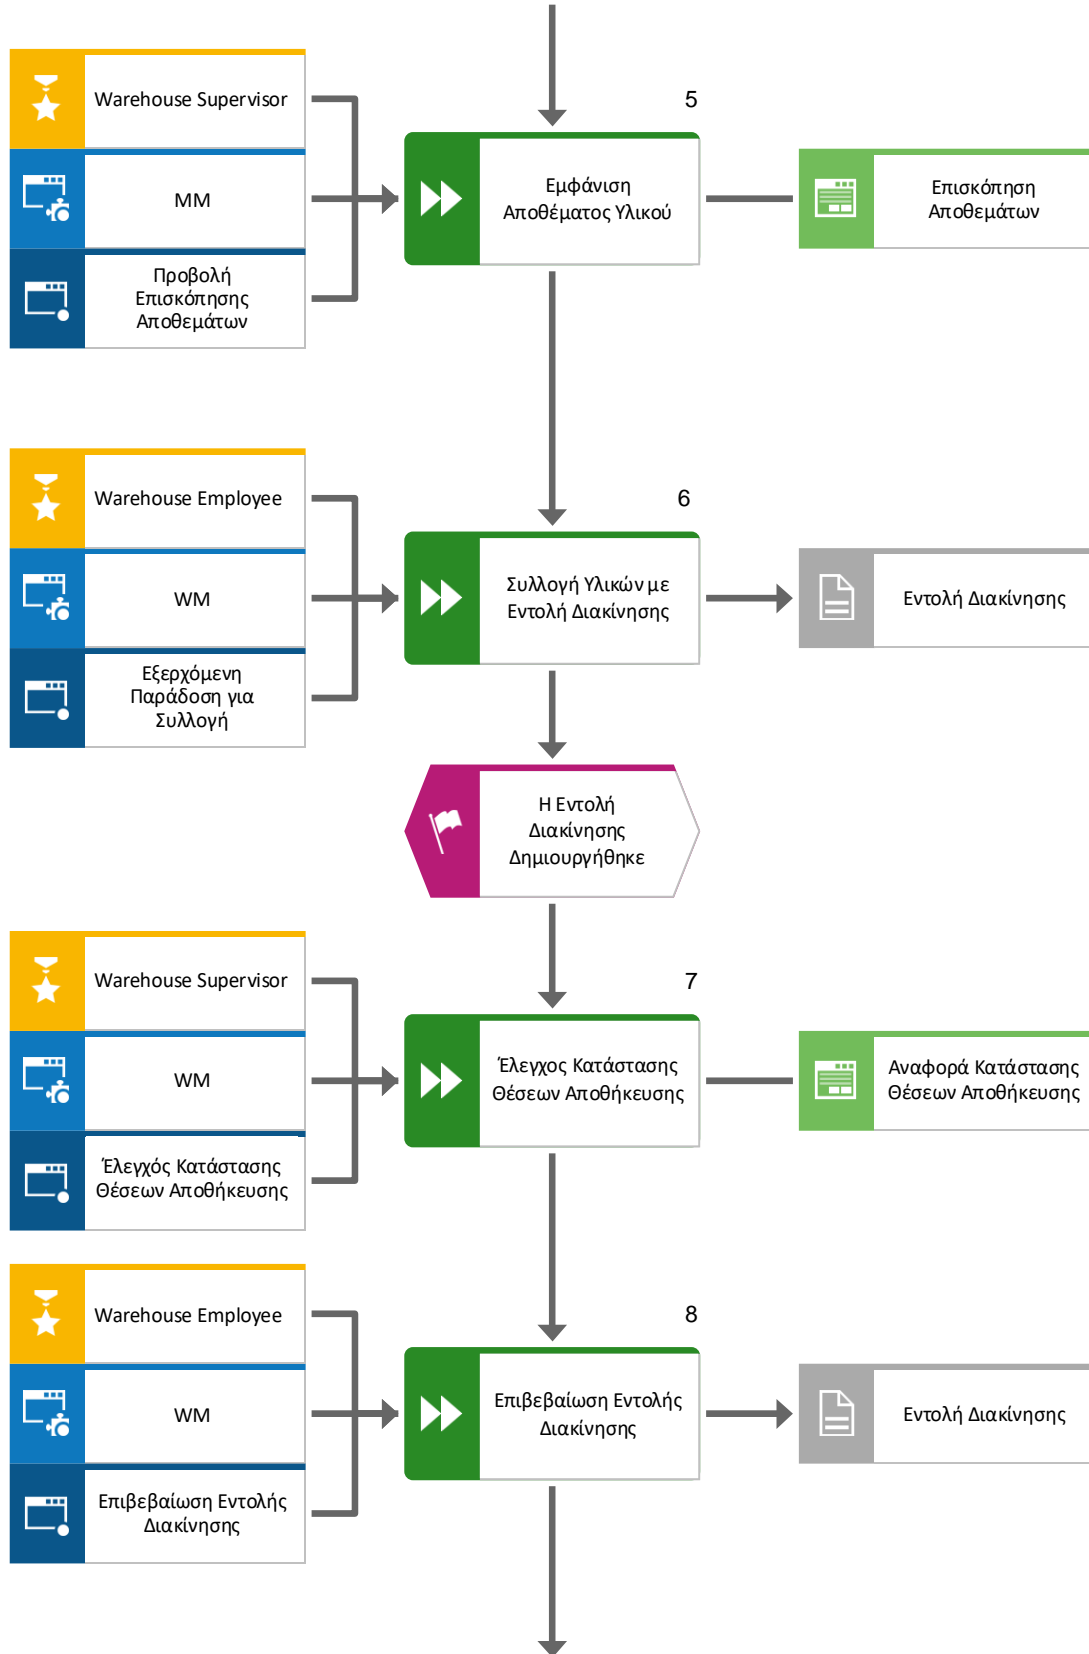 5
Warehouse Supervisor
MM
Προβολή
Επισκόπησης
Αποθεμάτων
Εμφάνιση
Αποθέματος Υλικού
Επισκόπηση
Αποθεμάτων
6
Warehouse Employee
WM
Εξερχόμενη
Παράδοση για
Συλλογή
Συλλογή Υλικών με
Εντολή Διακίνησης
Εντολή Διακίνησης
Η Εντολή
Διακίνησης
Δημιουργήθηκε
7
Warehouse Supervisor
WM
Έλεγχός Κατάστασης
Θέσεων Αποθήκευσης
Έλεγχος Κατάστασης
Θέσεων Αποθήκευσης
Αναφορά Κατάστασης
Θέσεων Αποθήκευσης
8
Warehouse Employee
WM
Επιβεβαίωση Εντολής
Διακίνησης
Επιβεβαίωση Εντολής
Διακίνησης
Εντολή Διακίνησης